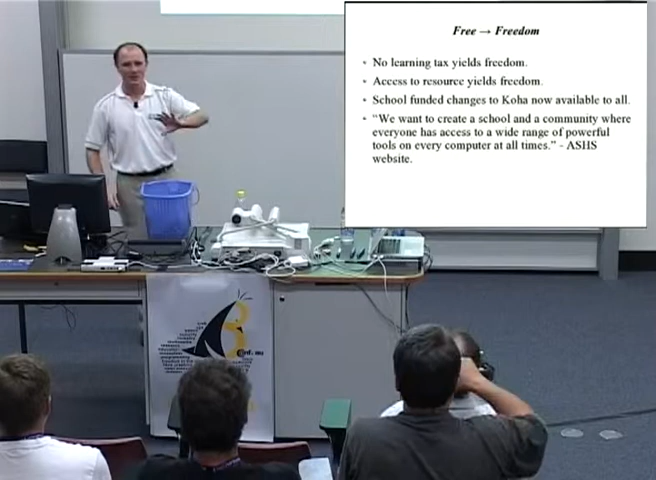 Free → Freedom
• No learning tax yields freedom.
• Access to resource yields freedom.
• School funded changes to Koha now available to all.
• “We want to create a school and a community where
everyone has access to a wide range of powerful
tools on every computer at all times.” - ASHS
website.